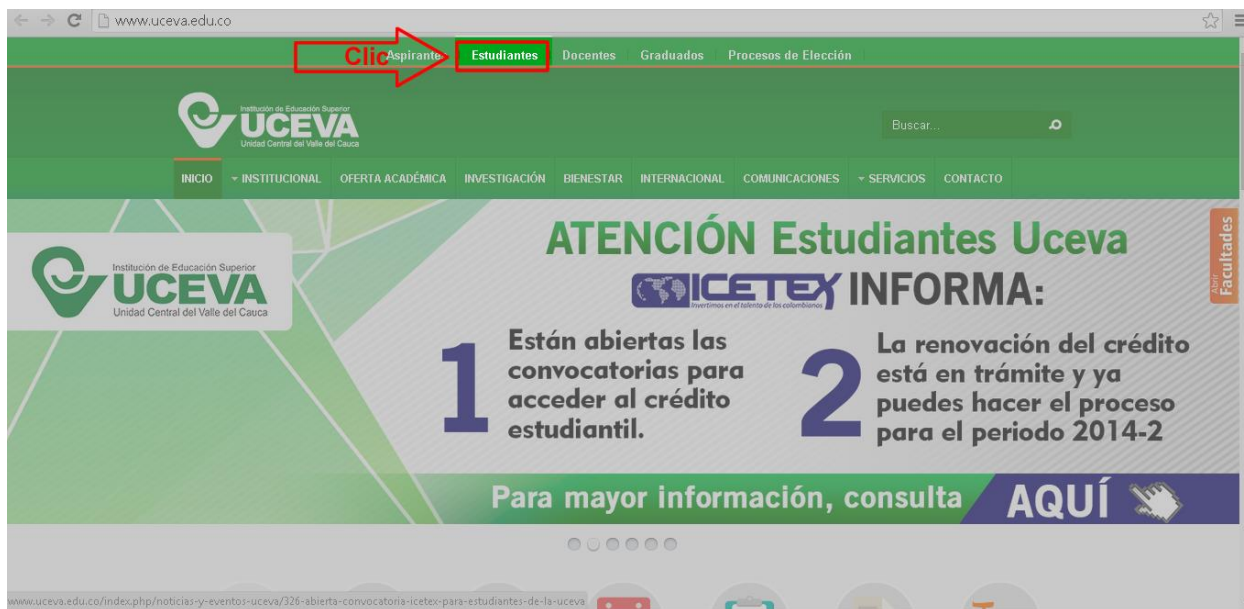 www.uceva.edu.co
Clic
Aspirante Estudiantes Docentes Graduados Procesos de Elección
Institución de Educación Superior
UCEVA
Unidad Central del Valle del Cauca
Buscar...
INICIO INSTITUCIONAL OFERTA ACADÉMICA INVESTIGACIÓN BIENESTAR INTERNACIONAL COMUNICACIONES SERVICIOS CONTACTO
Institución de Educación Superior
UCEVA
Unidad Central del Valle del Cauca
ATENCIÓN Estudiantes Uceva
ICETEX INFORMA:
Invertimos en el talento de los colombianos
1 Están abiertas las
convocatorias para
acceder al crédito
estudiantil.
2 La renovación del crédito
está en trámite y ya
puedes hacer el proceso
para el periodo 2014-2
Para mayor información, consulta AQUÍ
Abrir
Facultades
www.uceva.edu.co/index.php/noticias-y-eventos-uceva/326-abierta-convocatoria-icetex-para-estudiantes-de-la-uceva